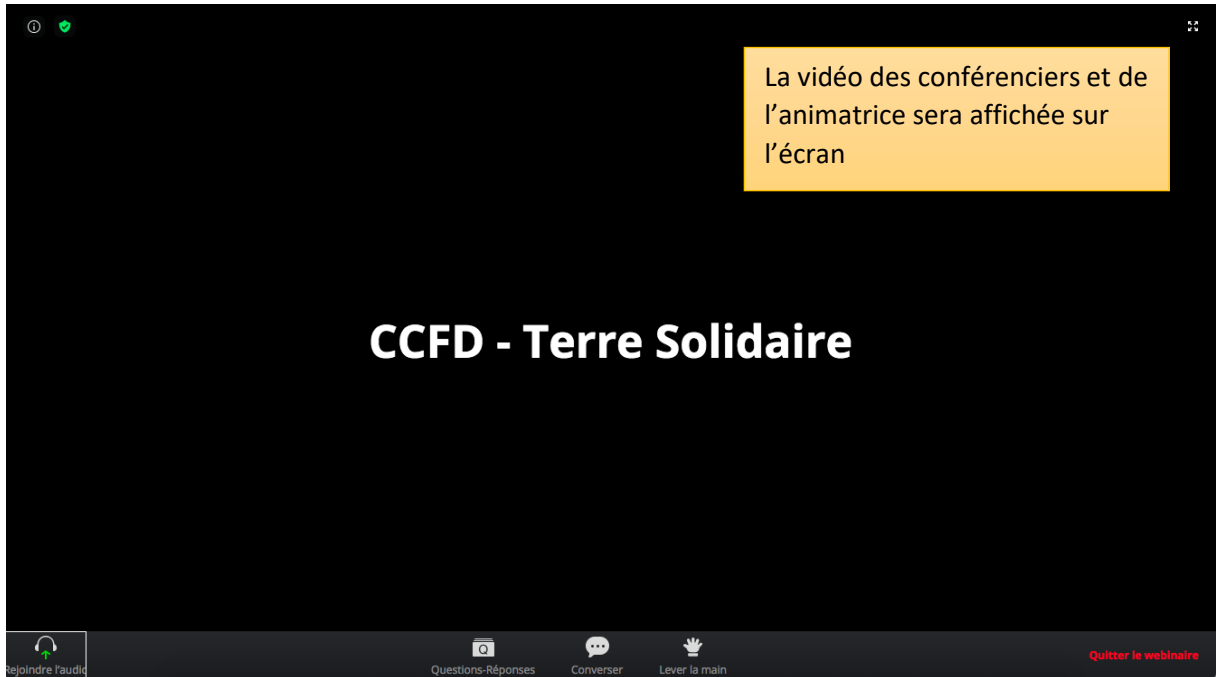 La vidéo des conférenciers et de
l’animatrice sera affichée sur
l’écran
CCFD - Terre Solidaire
Rejoindre l'audio
Q
Questions-Réponses
Converser
Lever la main
Quitter le webinaire